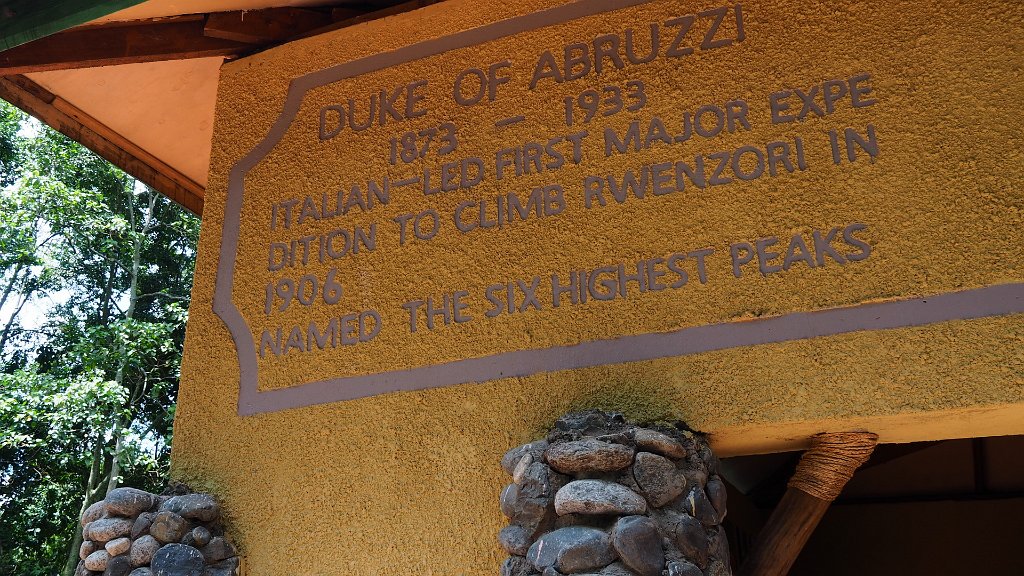 DUKE OF ABRUZZI
1873 – 1933
ITALIAN–LED FIRST MAJOR EXPE
DITION TO CLIMB RWENZORI IN
1906
NAMED THE SIX HIGHEST PEAKS